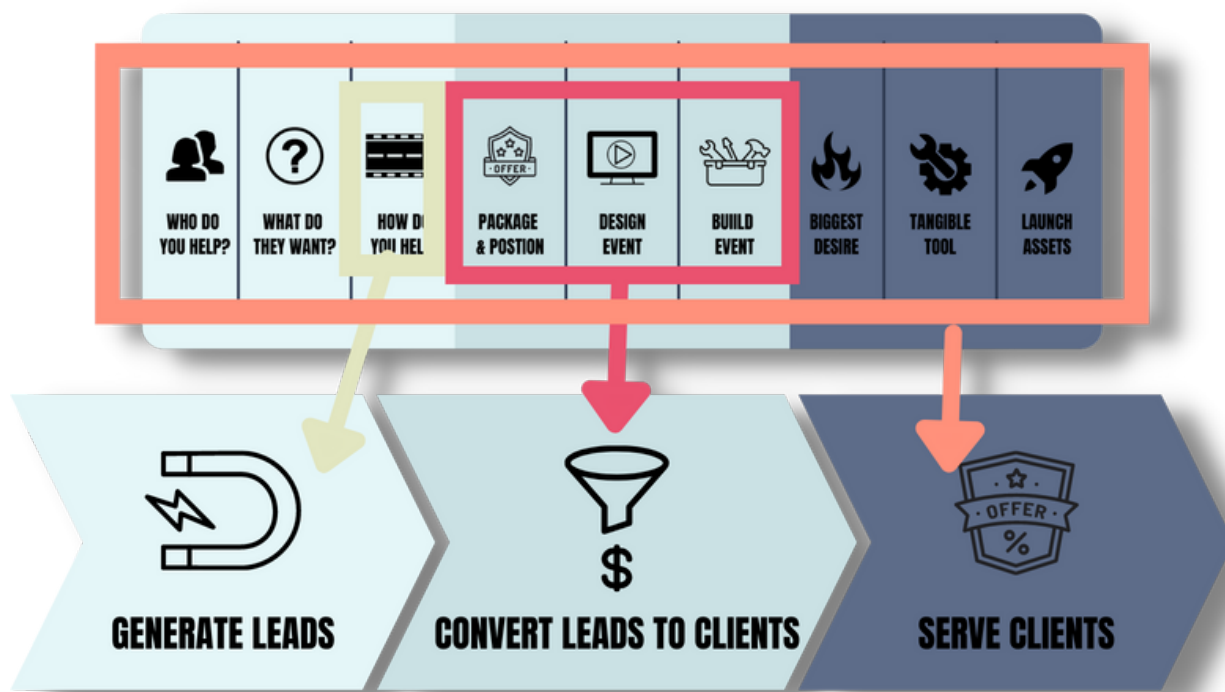 WHO DO
YOU HELP?
WHAT DO
THEY WANT?
HOW DO
YOU HEL
OFFER
PACKAGE
& POSTION
DESIGN
EVENT
BUIILD
EVENT
BIGGEST
DESIRE
TANGIBLE
TOOL
LAUNCH
ASSETS
$
GENERATE LEADS
CONVERT LEADS TO CLIENTS
OFFER
%
SERVE CLIENTS